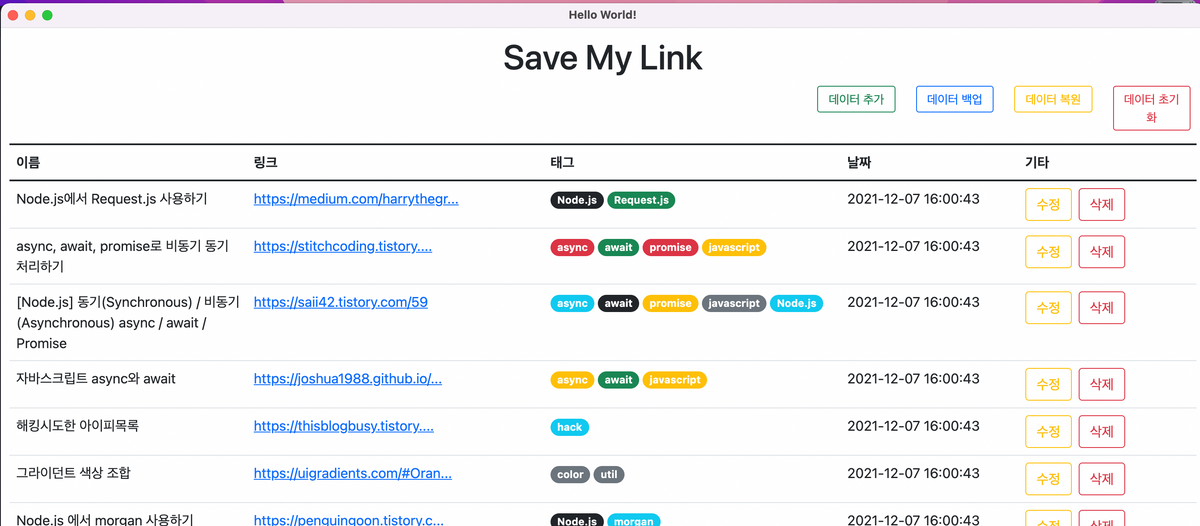 Hello World!
Save My Link
데이터 추가 데이터 백업 데이터 복원 데이터 초기
화
이름 링크 태그 날짜 기타
Node.js에서 Request.js 사용하기 https://medium.com/harrythegr... Node.js Request.js 2021-12-07 16:00:43 수정 삭제
async, await, promise로 비동기 동기 https://stitchcoding.tistory.... async await promise javascript 2021-12-07 16:00:43 수정 삭제
처리하기
[Node.js] 동기(Synchronous) / 비동기 https://saii42.tistory.com/59 async await promise javascript Node.js 2021-12-07 16:00:43 수정 삭제
(Asynchronous) async / await /
Promise
자바스크립트 async와 await https://joshua1988.github.io/... async await javascript 2021-12-07 16:00:43 수정 삭제
해킹시도한 아이피목록 https://thisblogbusy.tistory.... hack 2021-12-07 16:00:43 수정 삭제
그라이던트 색상 조합 https://uigradients.com/#Oran... color util 2021-12-07 16:00:43 수정 삭제
Node.js 에서 morgan 사용하기 https://penguingoon.tistory.c... Node.js morgan 2021-12-07 16:00:43 수정 삭제